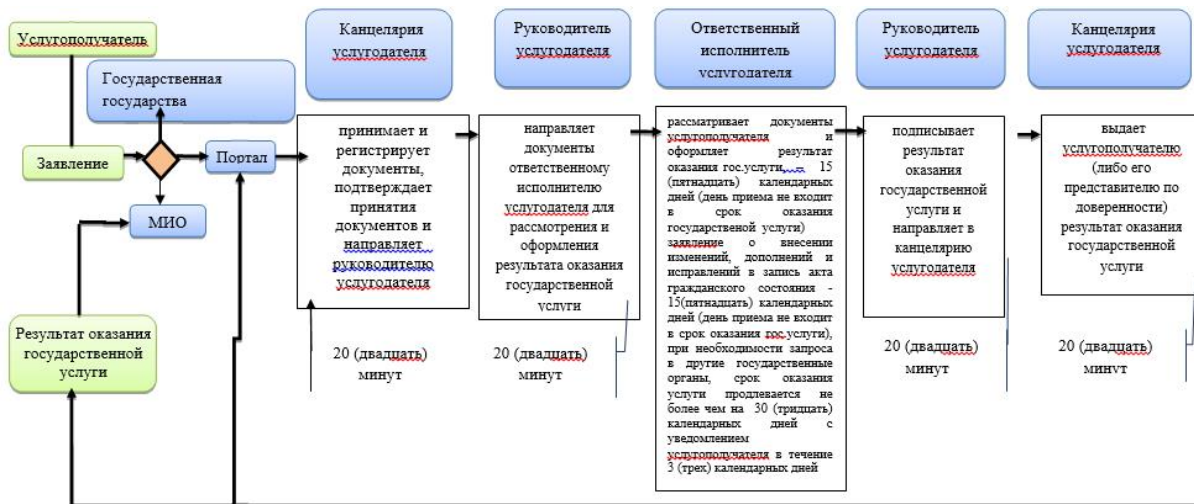 Услугополучатель
Государственная
государства
Заявление
Портал
МИО
Результат оказания
государственной
услуги
Канцелярия
услугодателя
принимает и
регистрирует
документы,
подтверждает
принятия
документов и
направляет
руководителю
услугодателя
20 (двадцать)
минут
Руководитель
услугодателя
направляет
документы
ответственному
исполнителю
услугодателя для
рассмотрения и
оформления
результата оказания
государственной
услуги
20 (двадцать)
минут
Ответственный
исполнитель
услугодателя
рассматривает документы
услугополучателя и
оформляет результат
оказания гос.услуги, – 15
(пятнадцать) календарных
дней (день приема не входит
в срок оказания
государственой услуги)
заявление о внесении
изменений, дополнений и
исправлений в запись акта
гражданского состояния -
15(пятнадцать) календарных
дней (день приема не входит
в срок оказания гос.услуги),
при необходимости запроса
в другие государственные
органы, срок оказания
услуги продлевается не
более чем на 30 (тридцать)
календарных дней с
уведомлением
услугополучателя в течение
3 (трех) календарных дней
Руководитель
услугодателя
подписывает
результат
оказания
государственной
услуги и
направляет в
канцелярию
услугодателя
20 (двадцать)
минут
Канцелярия
услугодателя
выдает
услугополучателю
(либо его
представителю по
доверенности)
результат оказания
государственной
услуги
20 (двадцать)
минут